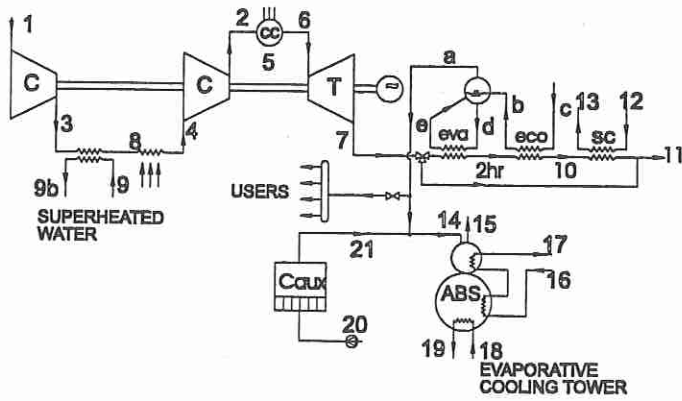 1
2
6
CC
5
C
C
T
~
3
8
4
7
9b
9
SUPERHEATED
WATER
a
e
d
b
c
13
12
eva
eco
sc
2hr
10
11
USERS
14
15
21
17
16
Caux
ABS
20
19
18
EVAPORATIVE
COOLING TOWER